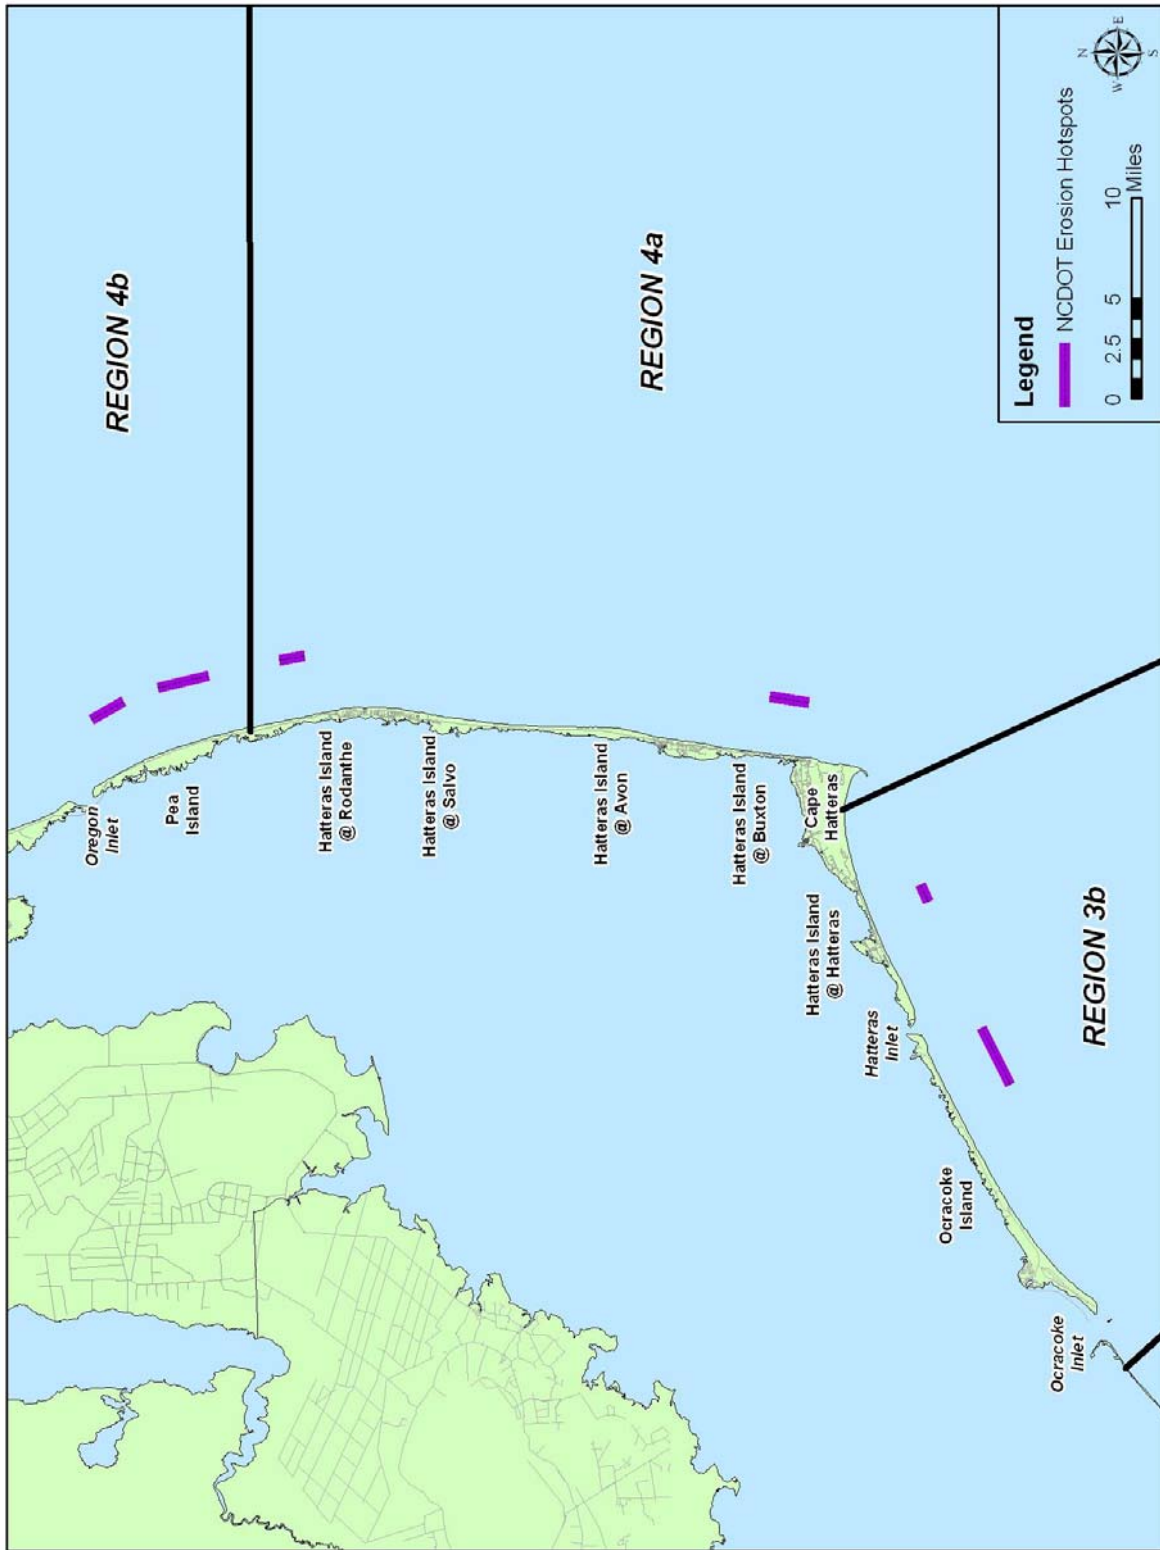 REGION 4b
REGION 4a
REGION 3b
Oregon
Inlet
Pea
Island
Hatteras Island
@ Rodanthe
Hatteras Island
@ Salvo
Hatteras Island
@ Avon
Hatteras Island
@ Buxton
Cape
Hatteras
Hatteras Island
@ Hatteras
Hatteras
Inlet
Ocracoke
Island
Ocracoke
Inlet
Legend
NCDOT Erosion Hotspots
0 2.5 5 10
Miles
N
W E
S